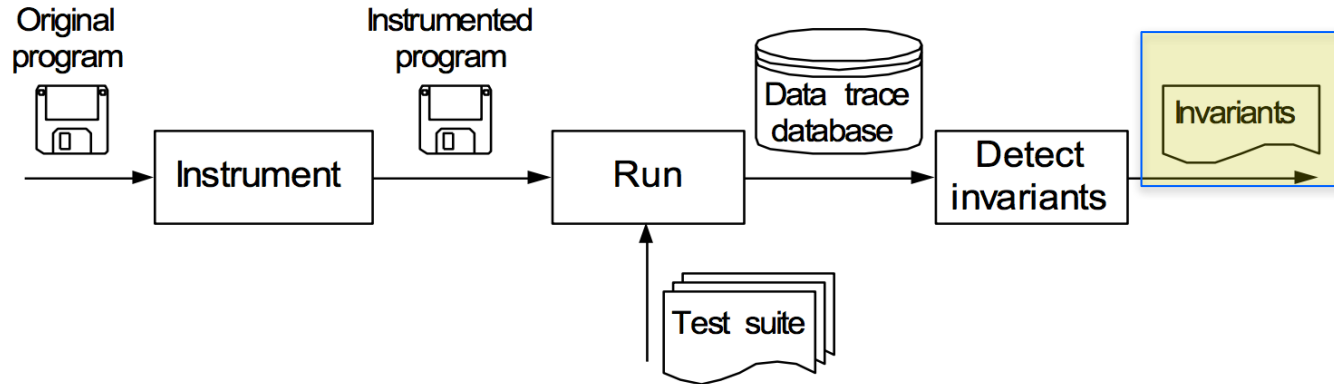 Original
program
Instrumented
program
Data trace
database
Invariants
Instrument
Run
Detect
invariants
Test suite